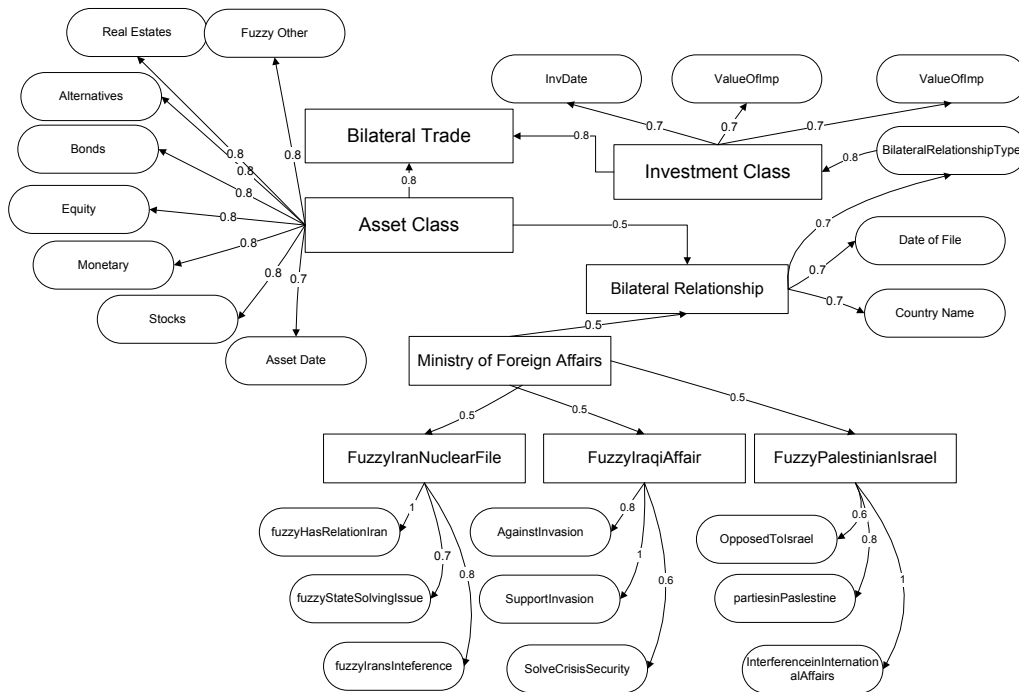 Real Estates
Fuzzy Other
InvDate
ValueOfImp
ValueOfImp
Alternatives
Bilateral Trade
0.7
0.7
0.7
0.8
0.8
Bonds
0.8
0.8
0.8
0.8
Investment Class
BilateralRelationshipType
0.8
0.8
Equity
0.8
Asset Class
0.5
0.7
Monetary
0.8
Date of File
0.8
0.7
Bilateral Relationship
0.7
0.7
Stocks
Country Name
0.5
Asset Date
Ministry of Foreign Affairs
0.5
0.5
0.5
FuzzyIranNuclearFile
FuzzyIraqiAffair
FuzzyPalestinianIsrael
1
0.8
0.6
fuzzyHasRelationIran
AgainstInvasion
OpposedToIsrael
0.7
0.8
1
0.6
0.8
1
fuzzyStateSolvingIssue
SupportInvasion
partiesinPaslestine
fuzzyIransInteference
SolveCrisisSecurity
InterferenceinInternation
alAffairs